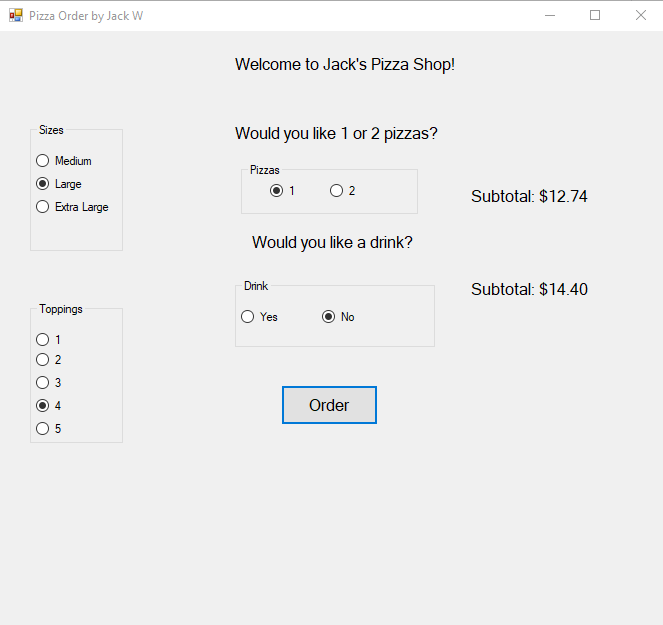 Pizza Order by Jack W
Welcome to Jack's Pizza Shop!
Sizes
Medium
Large
Extra Large
Would you like 1 or 2 pizzas?
Pizzas
1 2
Subtotal: $12.74
Would you like a drink?
Drink
Yes No
Subtotal: $14.40
Toppings
1
2
3
4
5
Order